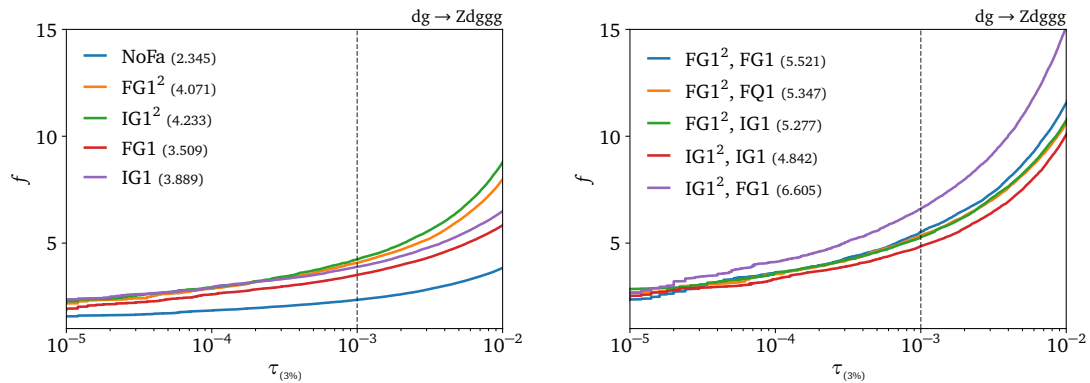 dg → Zdggg
15
10
5
f
NoFa (2.345)
FG1² (4.071)
IG1² (4.233)
FG1 (3.509)
IG1 (3.889)
10⁻⁵ 10⁻⁴ 10⁻³ 10⁻²
τ₍₃%₎
dg → Zdggg
15
10
5
f
FG1², FG1 (5.521)
FG1², FQ1 (5.347)
FG1², IG1 (5.277)
IG1², IG1 (4.842)
IG1², FG1 (6.605)
10⁻⁵ 10⁻⁴ 10⁻³ 10⁻²
τ₍₃%₎